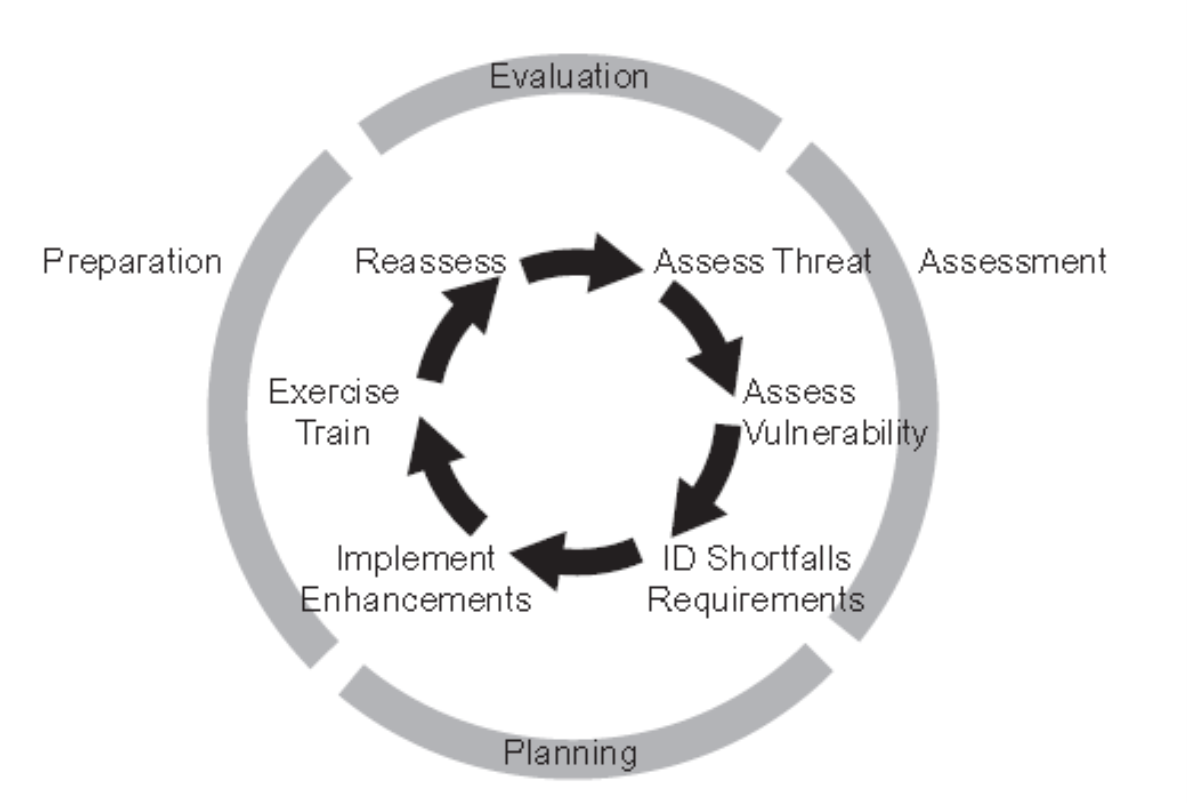 Evaluation
Preparation
Reassess
Assess Threat
Assessment
Exercise
Train
Assess
Vulnerability
Implement
Enhancements
ID Shortfalls
Requirements
Planning